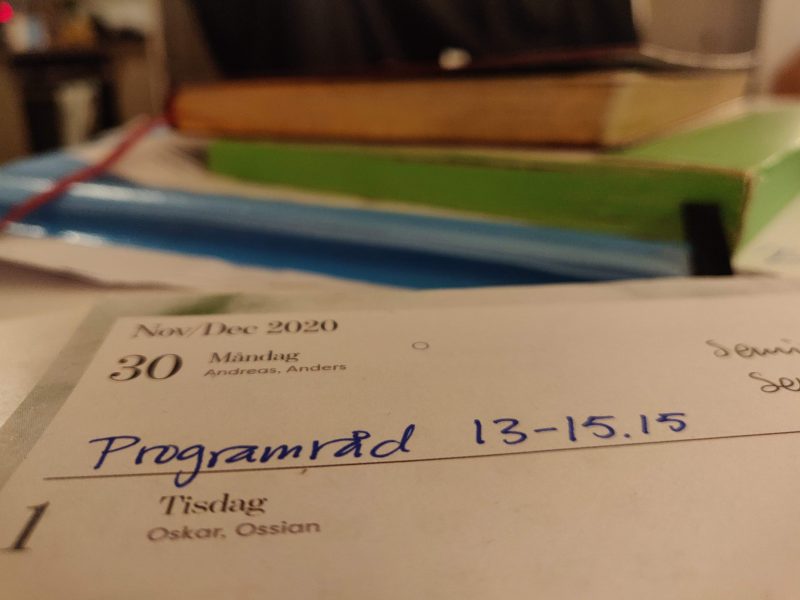 Nov/Dec 2020
30 Måndag
Andreas, Anders
Programråd 13-15.15
1 Tisdag
Oskar, Ossian